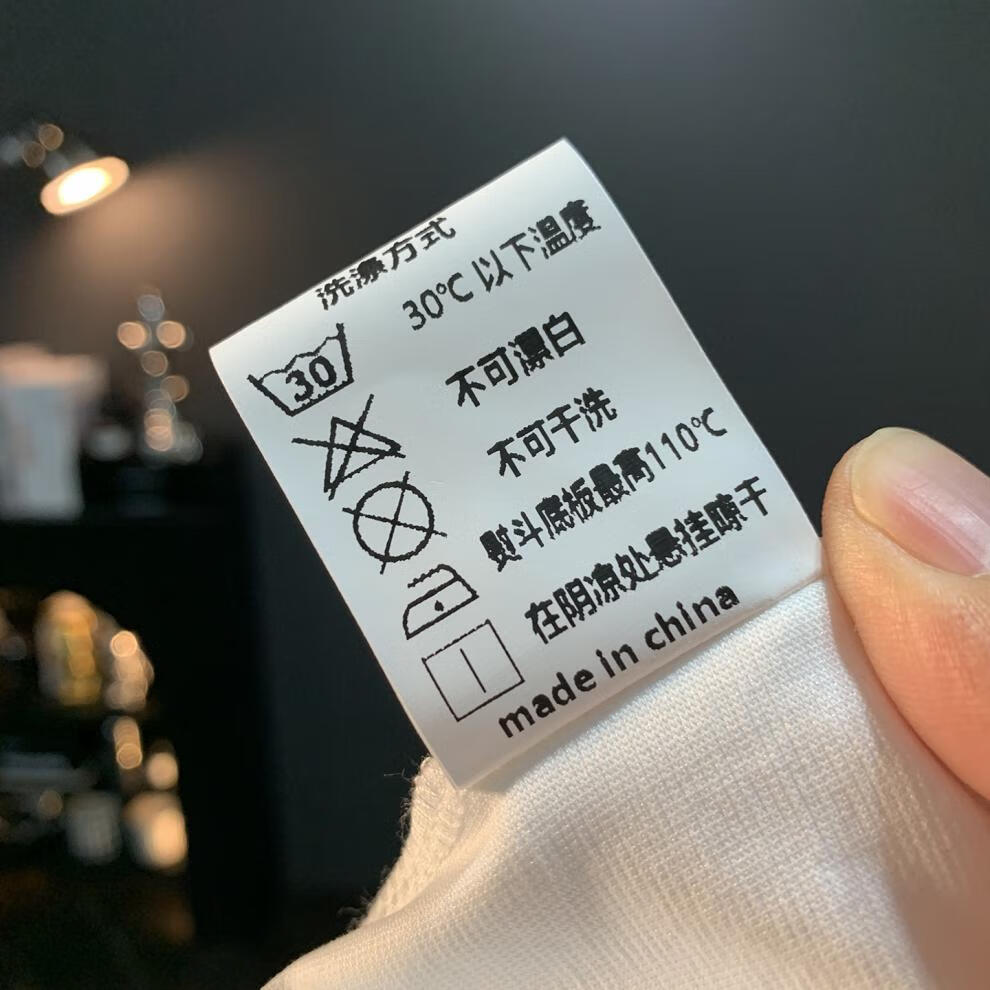 洗涤方式
30℃ 以下温度
30
不可漂白
不可干洗
熨斗底板最高110℃
在阴凉处悬挂晾干
made in china